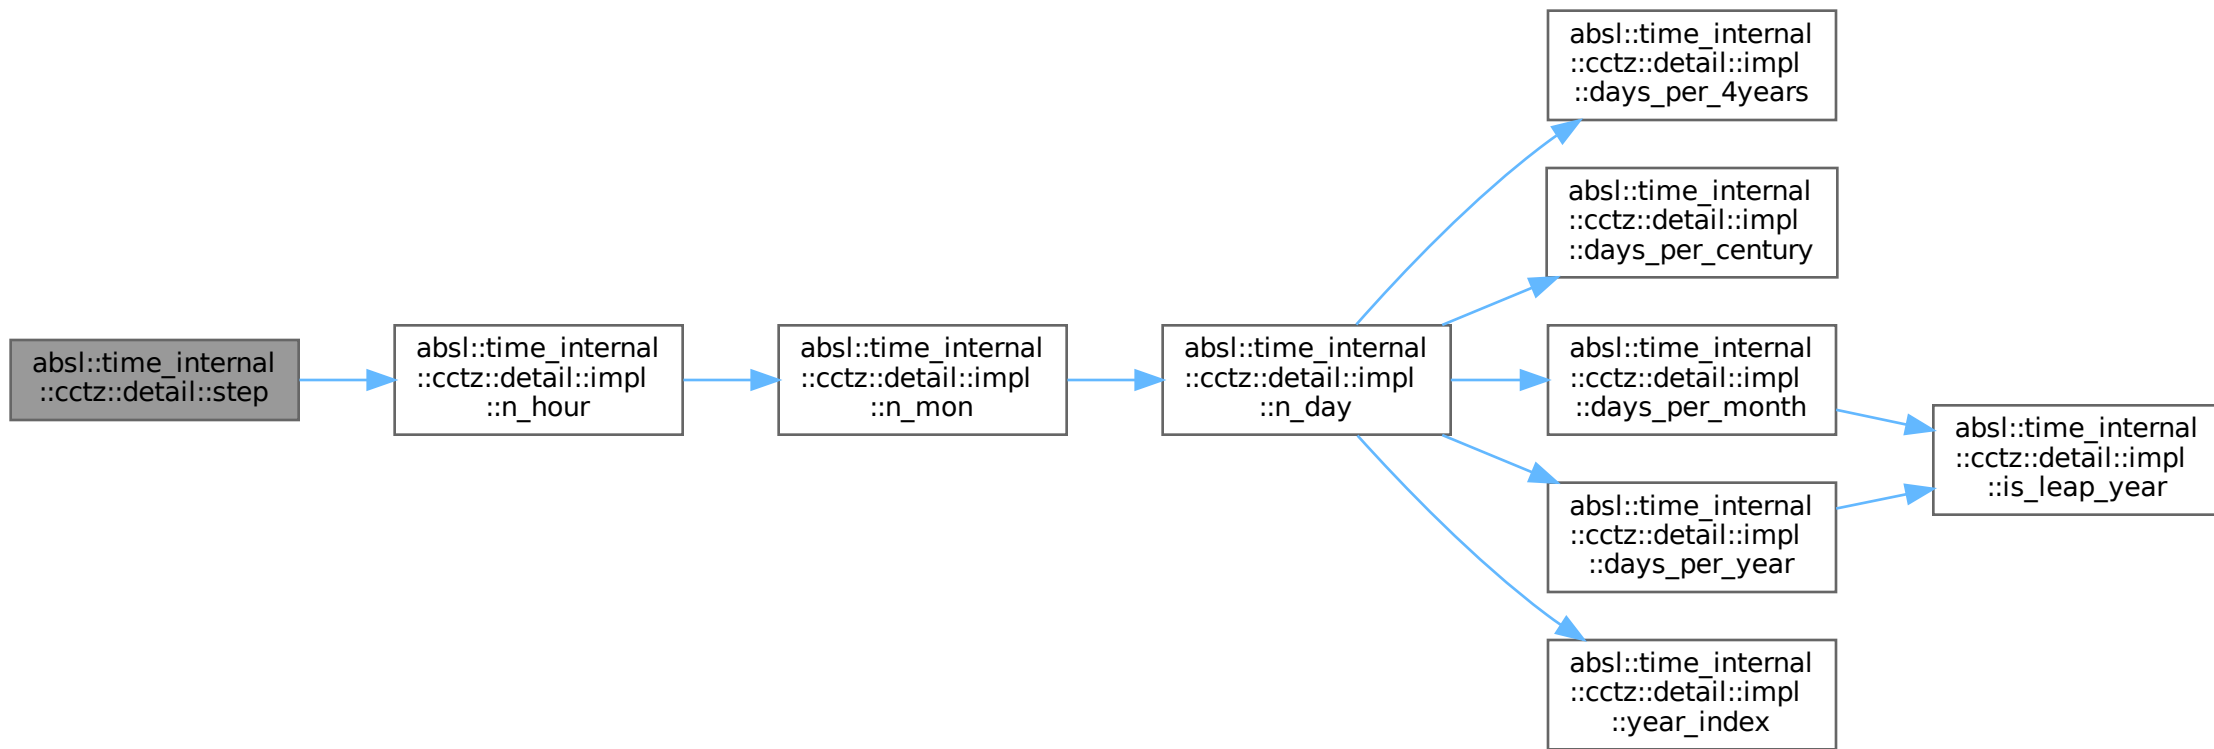 absl::time_internal
::cctz::detail::step
absl::time_internal
::cctz::detail::impl
::n_hour
absl::time_internal
::cctz::detail::impl
::n_mon
absl::time_internal
::cctz::detail::impl
::n_day
absl::time_internal
::cctz::detail::impl
::days_per_4years
absl::time_internal
::cctz::detail::impl
::days_per_century
absl::time_internal
::cctz::detail::impl
::days_per_month
absl::time_internal
::cctz::detail::impl
::days_per_year
absl::time_internal
::cctz::detail::impl
::year_index
absl::time_internal
::cctz::detail::impl
::is_leap_year